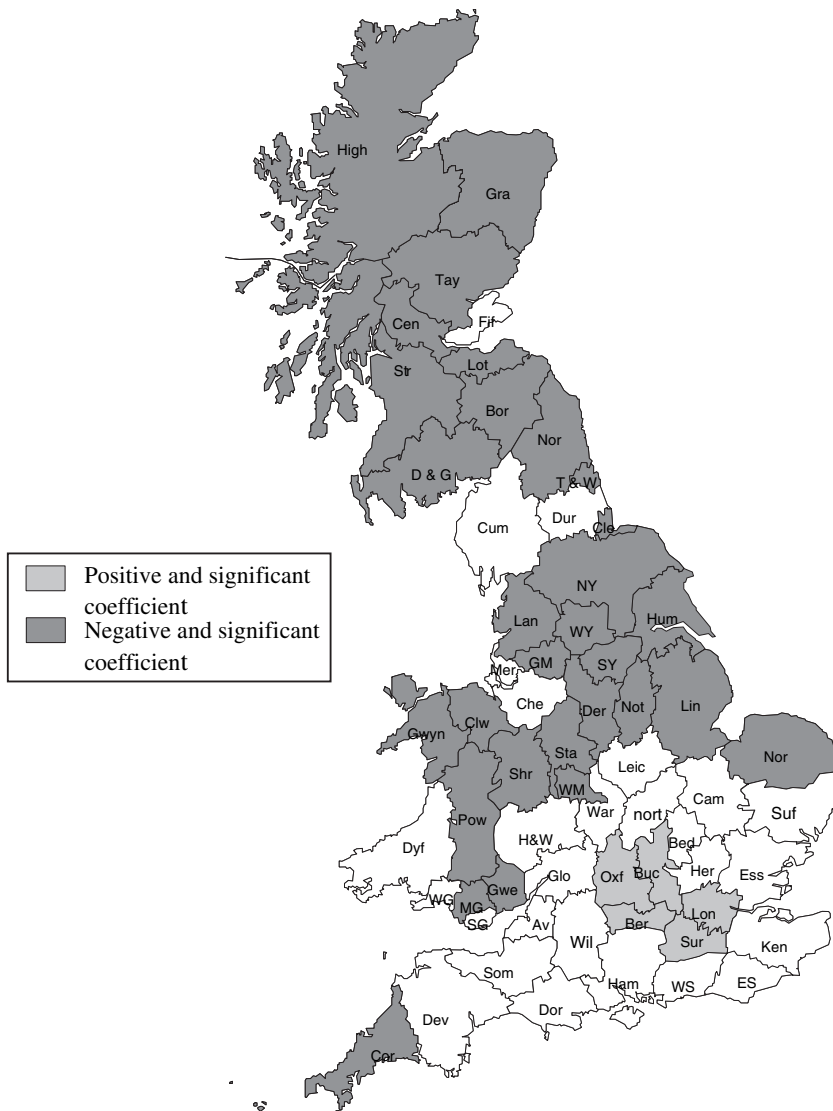 High
Gra
Tay
Cen
Fif
Lot
Str
Bor
Nor
D & G
T & W
Cum
Dur
Cle
Positive and significant
coefficient
Negative and significant
coefficient
NY
Lan
WY
Hum
GM
SY
Mer
Che
Der
Not
Lin
Gwyn
Clw
Sta
Shr
Leic
Nor
WM
Cam
War
nort
Suf
Pow
H&W
Bed
Dyf
Oxf
Buc
Her
Ess
Glo
Gwe
WG
MG
SG
Av
Ber
Lon
Wil
Sur
Ken
Som
Ham
WS
ES
Dev
Dor
Cor